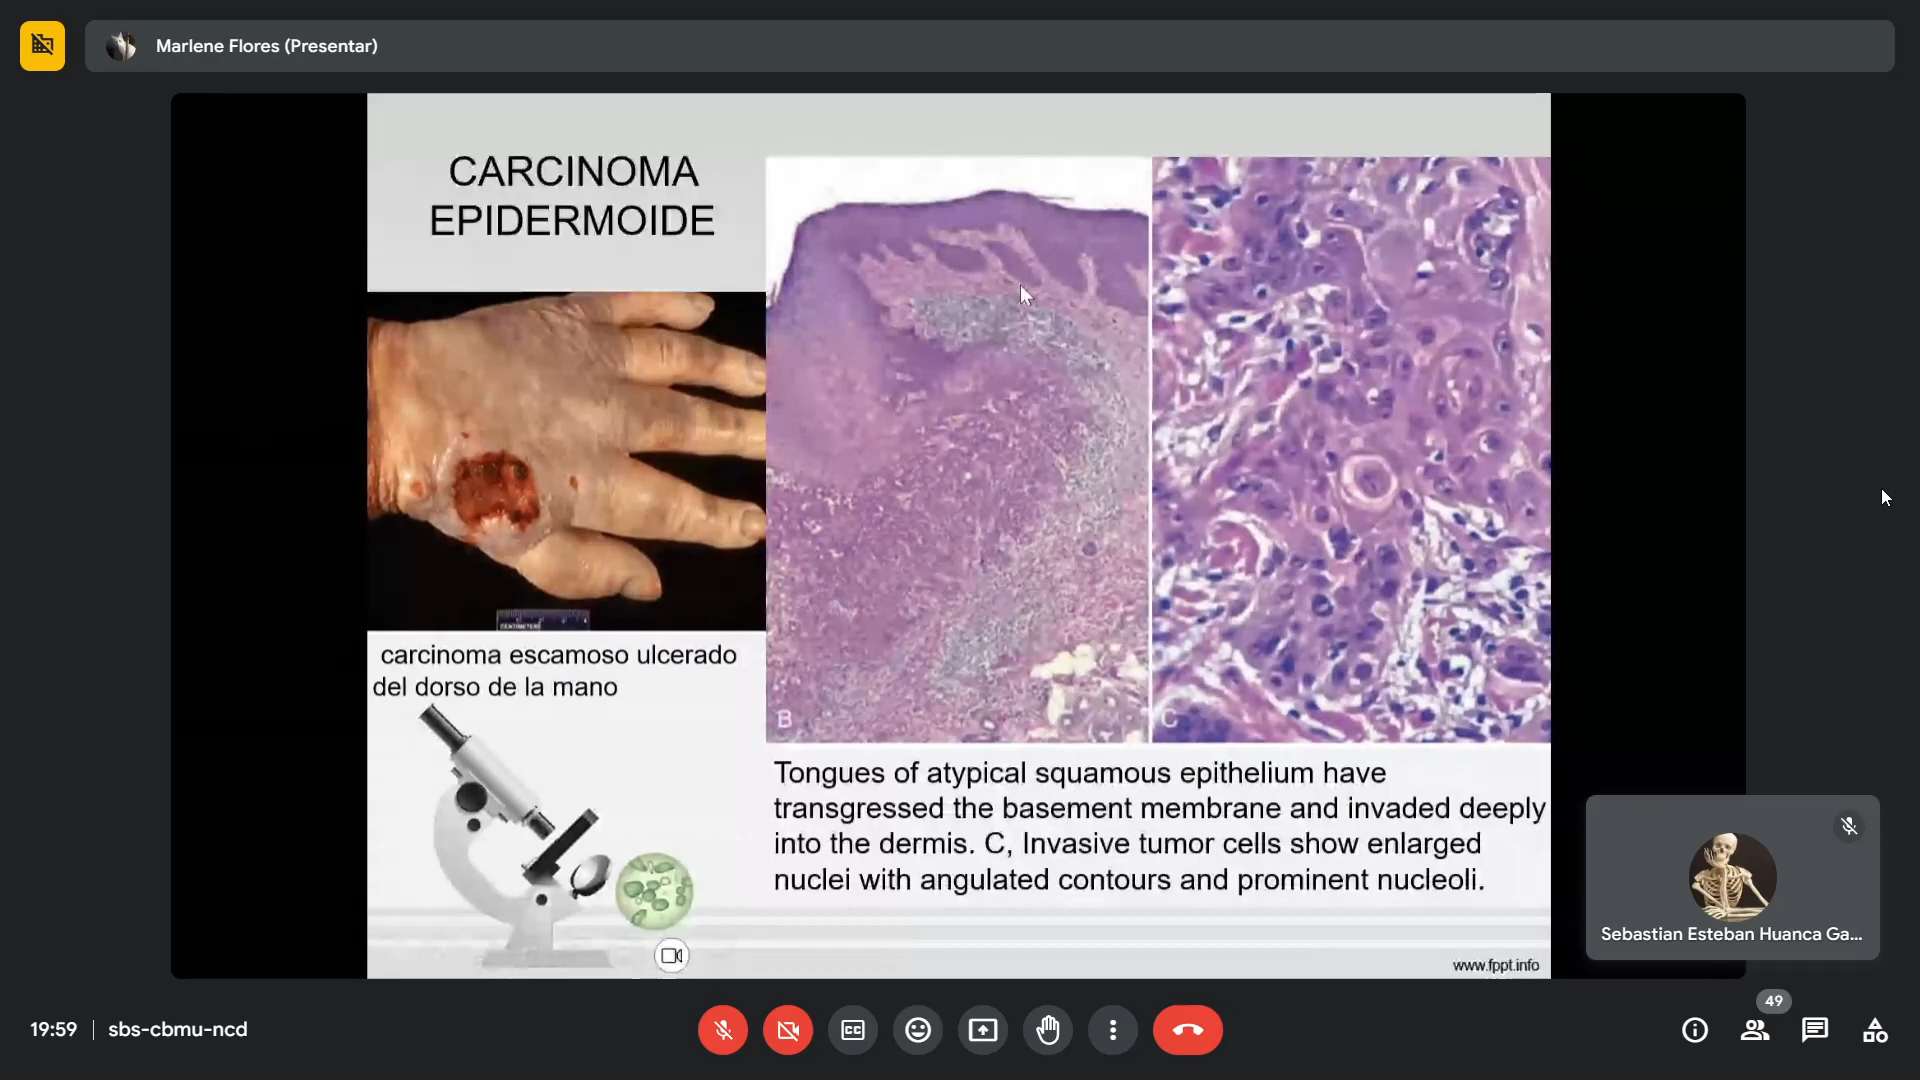 Marlene Flores (Presentar)
CARCINOMA
EPIDERMOIDE
carcinoma escamoso ulcerado
del dorso de la mano
B
C
Tongues of atypical squamous epithelium have
transgressed the basement membrane and invaded deeply
into the dermis. C, Invasive tumor cells show enlarged
nuclei with angulated contours and prominent nucleoli.
www.fppt.info
Sebastian Esteban Huanca Ga...
19:59
sbs-cbmu-ncd
CC
49